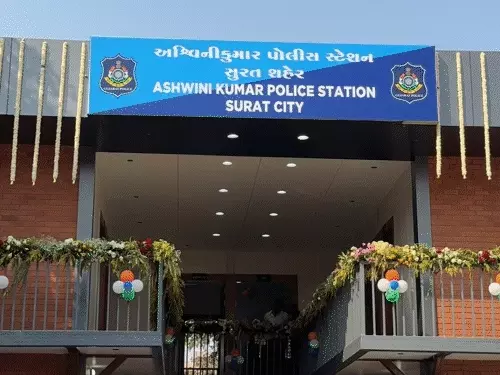 અશ્વિનીકુમાર પોલીસ સ્ટેશન
સુરત શહેર
ASHWINI KUMAR POLICE STATION
SURAT CITY